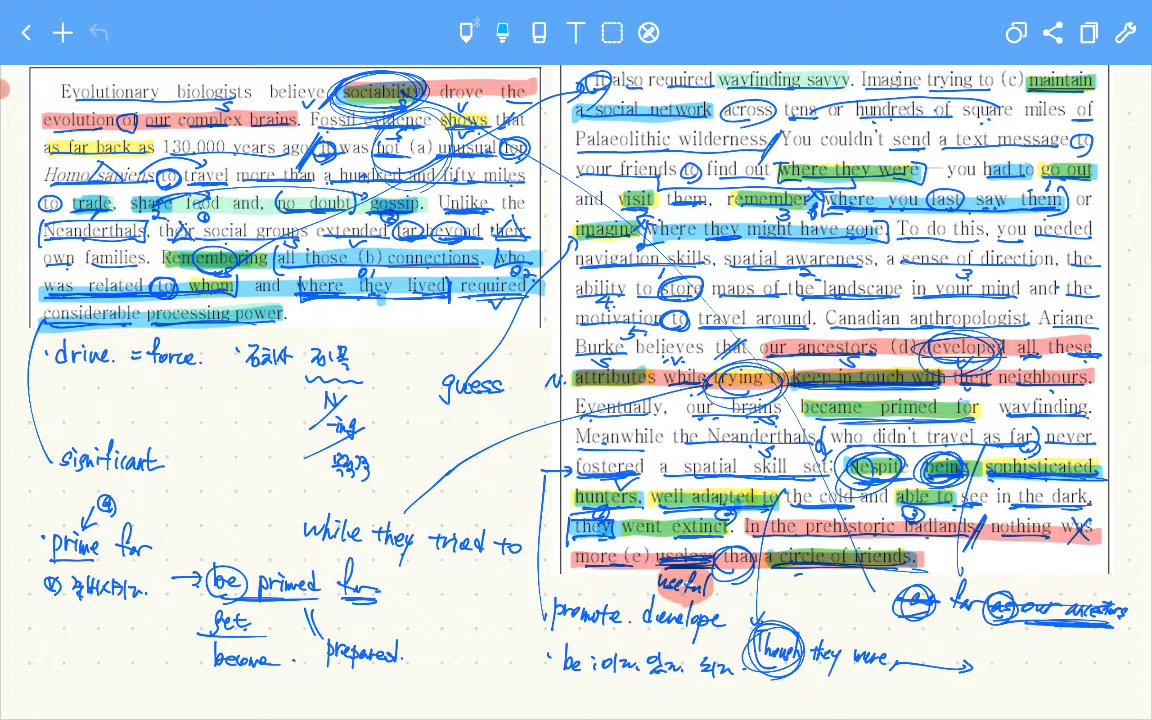 Evolutionary biologists believe sociability drove the
evolution of our complex brains. Fossil evidence shows that
as far back as 130,000 years ago, it was not (a) unusual for
Homo sapiens to travel more than a hundred and fifty miles
to trade, share food and, no doubt, gossip. Unlike the
Neanderthals, their social groups extended far beyond their
own families. Remembering all those (b) connections, who
was related to whom and where they lived required
considerable processing power.
drive. = force.
N
-ing
significant
prime for
→ be primed for
get
become.
prepared.
guess
while they tried to
It also required wayfinding savvy. Imagine trying to (c) maintain
a social network across tens or hundreds of square miles of
Palaeolithic wilderness. You couldn't send a text message to
your friends to find out where they were — you had to go out
and visit them, remember where you last saw them or
imagine where they might have gone. To do this, you needed
navigation skills, spatial awareness, a sense of direction, the
ability to store maps of the landscape in your mind and the
motivation to travel around. Canadian anthropologist Ariane
Burke believes that our ancestors (d) developed all these
attributes while trying to keep in touch with their neighbours.
Eventually, our brains became primed for wayfinding.
Meanwhile the Neanderthals, who didn't travel as far, never
fostered a spatial skill set; despite being sophisticated
hunters, well adapted to the cold and able to see in the dark,
they went extinct. In the prehistoric badlands, nothing was
more (e) useless than a circle of friends.
useful
as far as our ancestors
promote. develope
be 이다. 있다. 되다.
Though they were